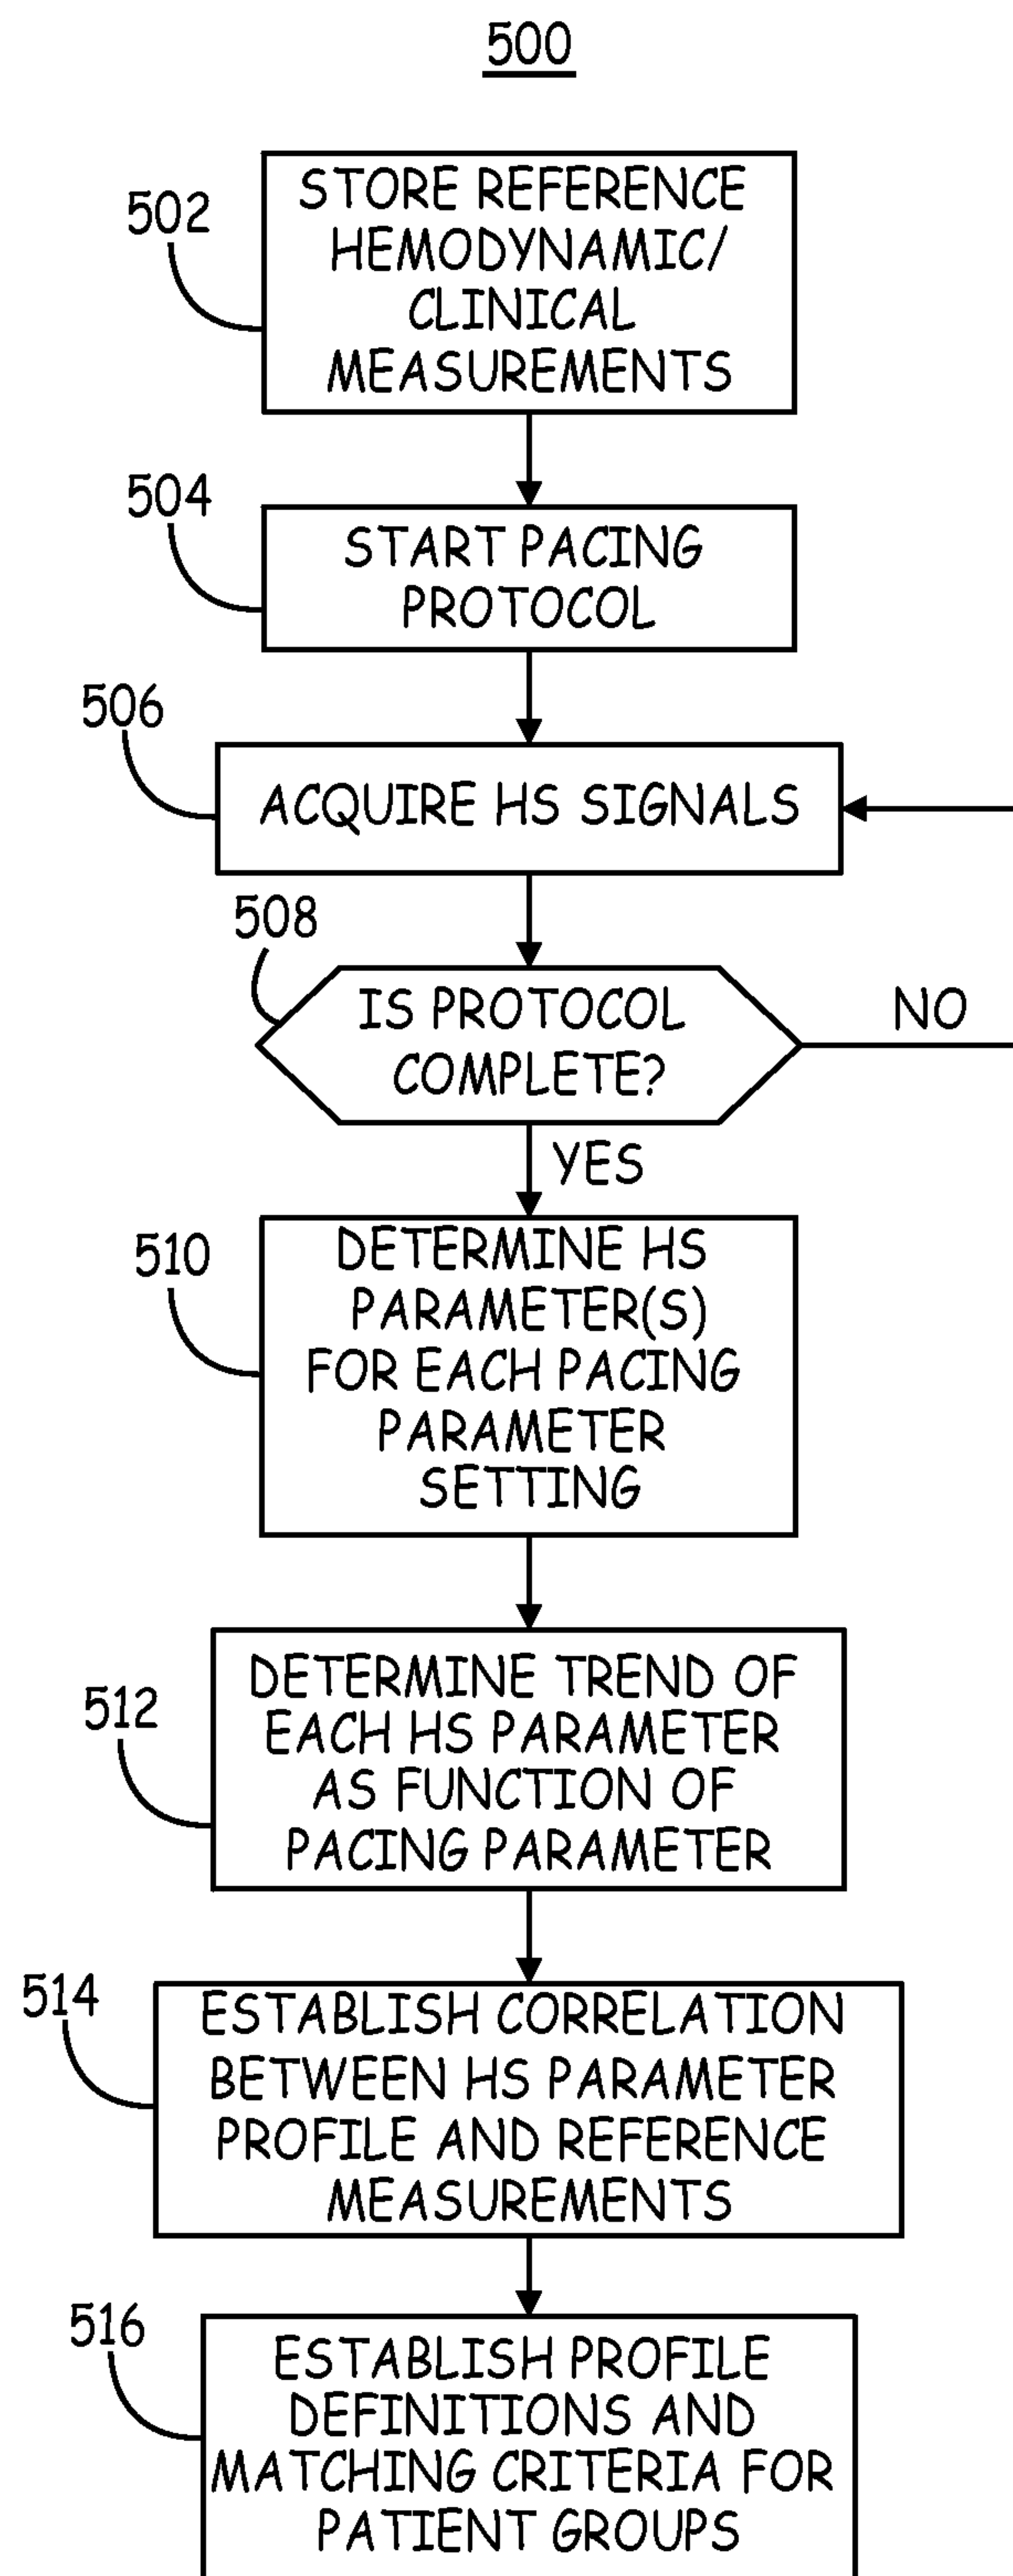 500
502
STORE REFERENCE
HEMODYNAMIC/
CLINICAL
MEASUREMENTS
504
START PACING
PROTOCOL
506
ACQUIRE HS SIGNALS
508
IS PROTOCOL
COMPLETE?
NO
YES
510
DETERMINE HS
PARAMETER(S)
FOR EACH PACING
PARAMETER
SETTING
512
DETERMINE TREND OF
EACH HS PARAMETER
AS FUNCTION OF
PACING PARAMETER
514
ESTABLISH CORRELATION
BETWEEN HS PARAMETER
PROFILE AND REFERENCE
MEASUREMENTS
516
ESTABLISH PROFILE
DEFINITIONS AND
MATCHING CRITERIA FOR
PATIENT GROUPS